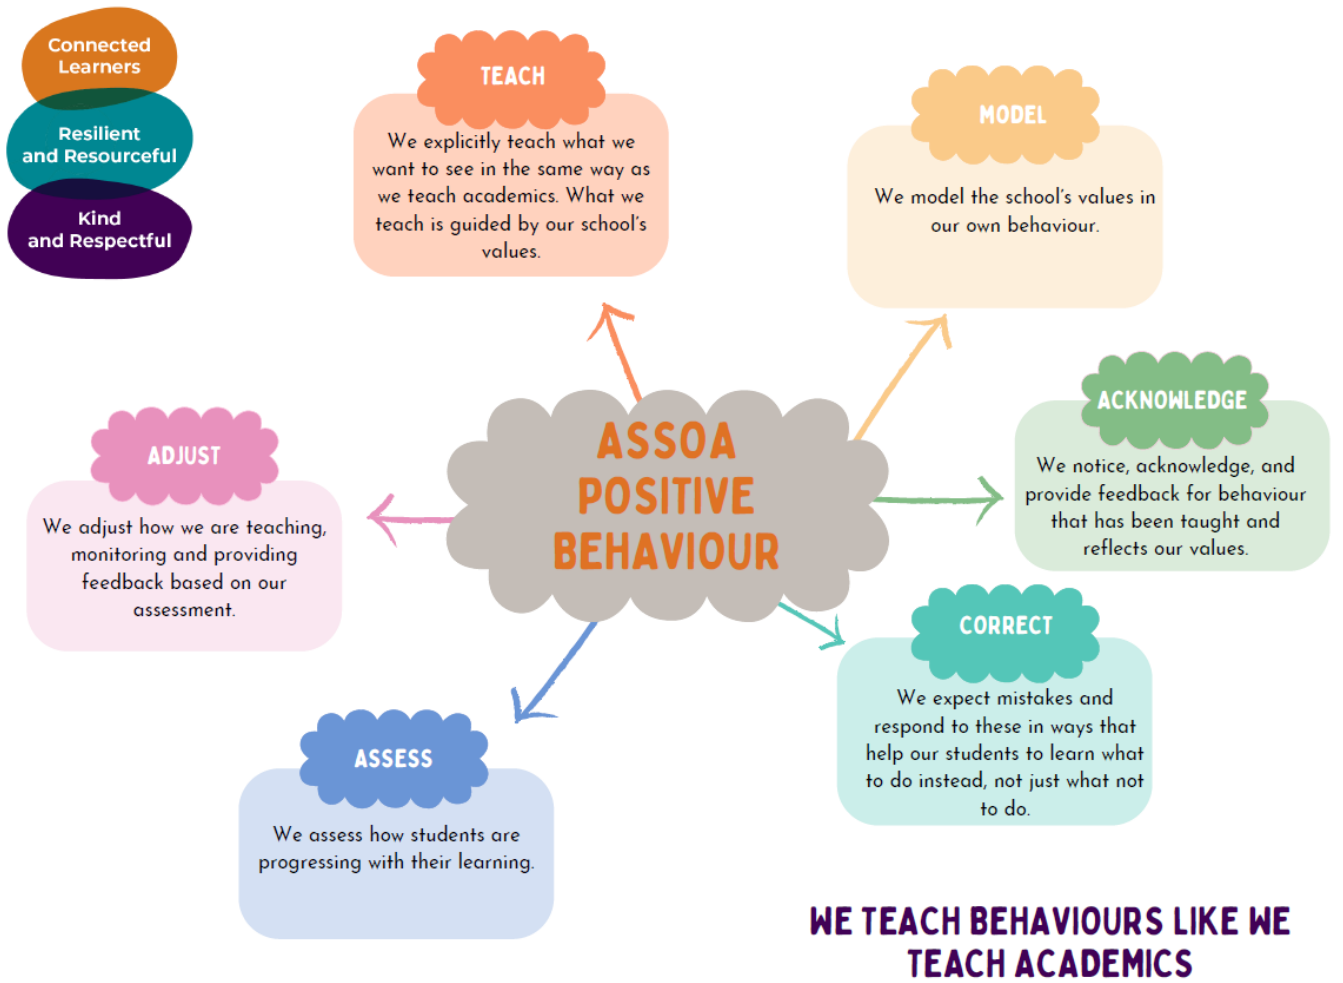 Connected
Learners
Resilient
and Resourceful
Kind
and Respectful
TEACH
We explicitly teach what we
want to see in the same way as
we teach academics. What we
teach is guided by our school's
values.
MODEL
We model the school's values in
our own behaviour.
ACKNOWLEDGE
We notice, acknowledge, and
provide feedback for behaviour
that has been taught and
reflects our values.
ASSOA
POSITIVE
BEHAVIOUR
ADJUST
We adjust how we are teaching,
monitoring and providing
feedback based on our
assessment.
CORRECT
We expect mistakes and
respond to these in ways that
help our students to learn what
to do instead, not just what not
to do.
ASSESS
We assess how students are
progressing with their learning.
WE TEACH BEHAVIOURS LIKE WE
TEACH ACADEMICS